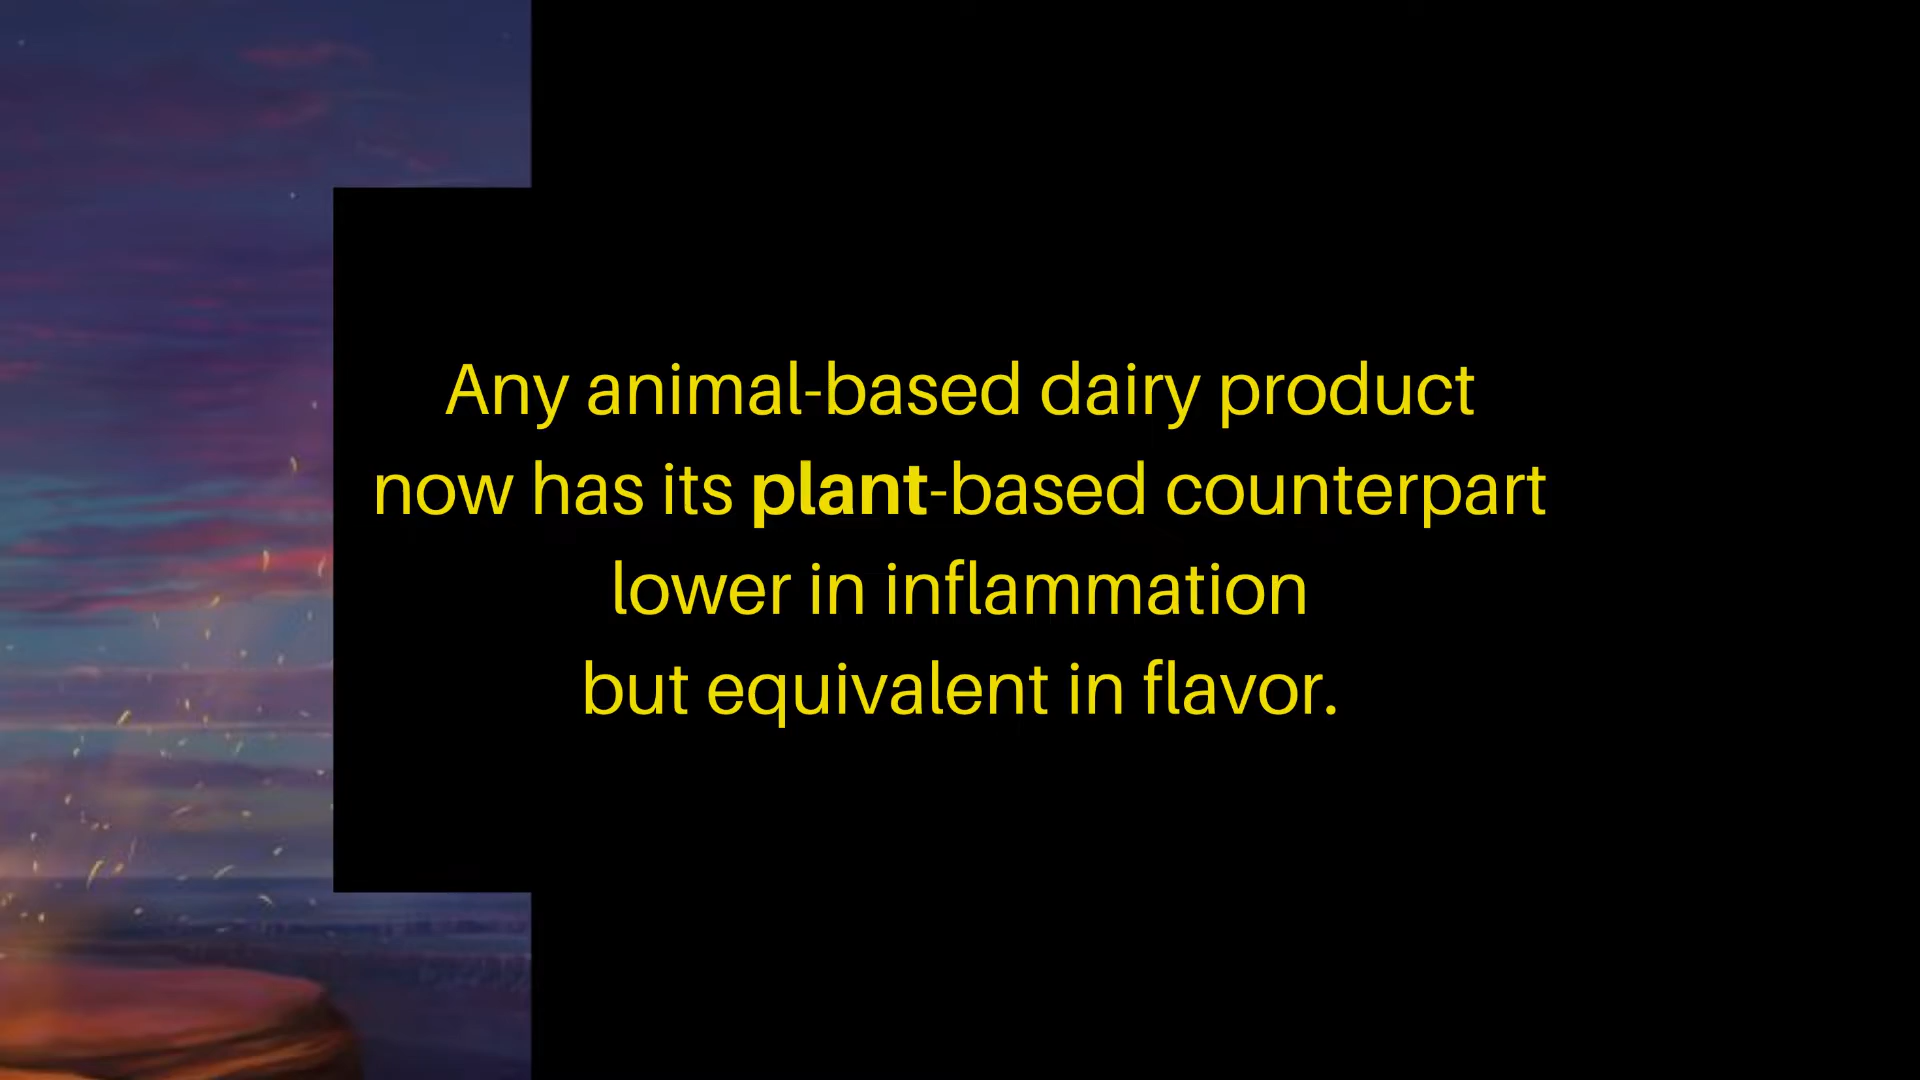 Any animal-based dairy product
now has its plant-based counterpart
lower in inflammation
but equivalent in flavor.